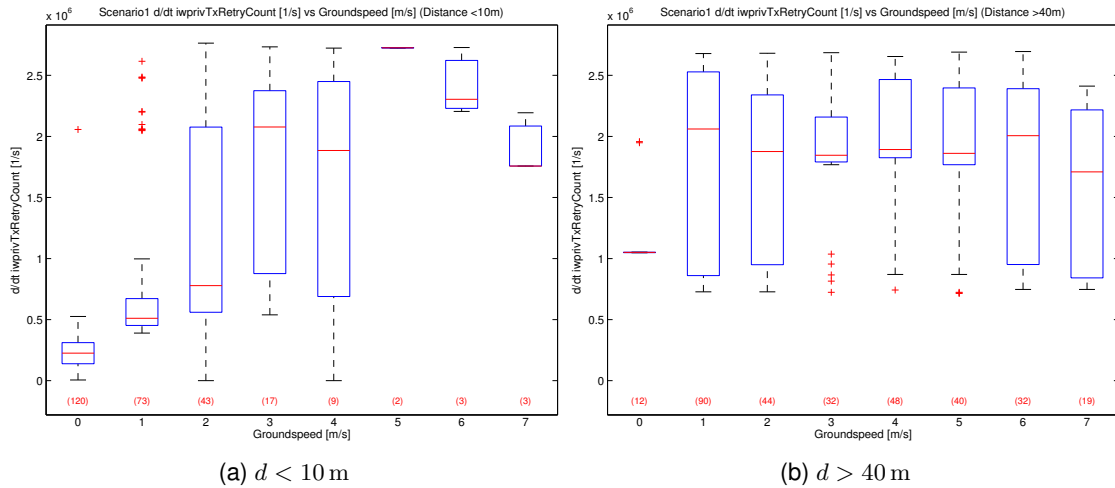 Scenario1 d/dt iwprivTxRetryCount [1/s] vs Groundspeed [m/s] (Distance <10m)
x 10^6
2.5
2
1.5
1
0.5
0
d/dt iwprivTxRetryCount [1/s]
(120) (73) (43) (17) (9) (2) (3) (3)
0 1 2 3 4 5 6 7
Groundspeed [m/s]
(a) d < 10 m
Scenario1 d/dt iwprivTxRetryCount [1/s] vs Groundspeed [m/s] (Distance >40m)
x 10^6
2.5
2
1.5
1
0.5
0
d/dt iwprivTxRetryCount [1/s]
(12) (90) (44) (32) (48) (40) (32) (19)
0 1 2 3 4 5 6 7
Groundspeed [m/s]
(b) d > 40 m